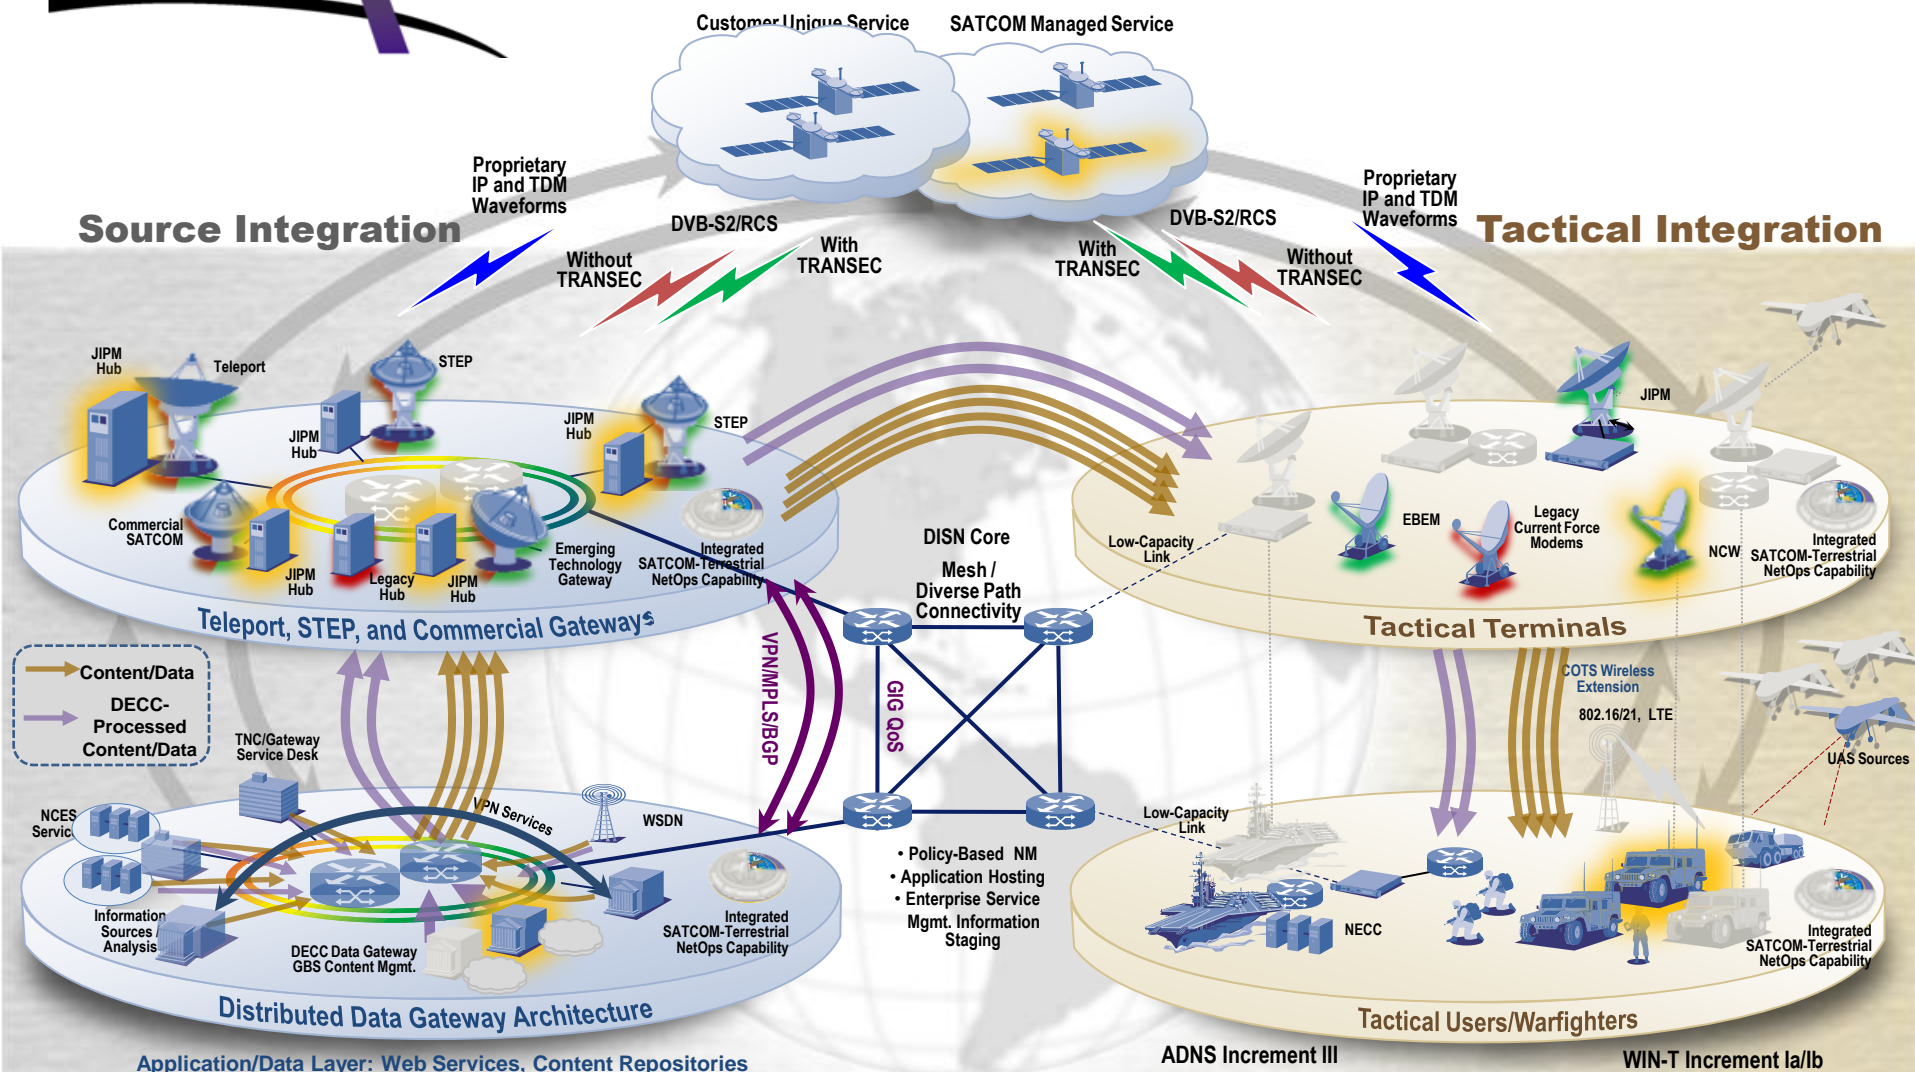 Customer Unique Service
SATCOM Managed Service
Proprietary
IP and TDM
Waveforms
DVB-S2/RCS
Without
TRANSEC
With
TRANSEC
With
TRANSEC
DVB-S2/RCS
Without
TRANSEC
Proprietary
IP and TDM
Waveforms
Source Integration
Tactical Integration
JIPM
Hub
Teleport
STEP
JIPM
Hub
JIPM
Hub
STEP
Commercial
SATCOM
JIPM
Hub
Legacy
Hub
JIPM
Hub
Emerging
Technology
Gateway
Integrated
SATCOM-Terrestrial
NetOps Capability
Teleport, STEP, and Commercial Gateways
JIPM
EBEM
Legacy
Current Force
Modems
NCW
Low-Capacity
Link
Integrated
SATCOM-Terrestrial
NetOps Capability
Tactical Terminals
DISN Core
Mesh /
Diverse Path
Connectivity
VPN/MPLS/BGP
GIG QoS
Content/Data
DECC-
Processed
Content/Data
COTS Wireless
Extension
802.16/21, LTE
UAS Sources
TNC/Gateway
Service Desk
NCES
Servic
VPN Services
WSDN
Information
Sources /
Analysis
DECC Data Gateway
GBS Content Mgmt.
Integrated
SATCOM-Terrestrial
NetOps Capability
Distributed Data Gateway Architecture
• Policy-Based NM
• Application Hosting
• Enterprise Service
Mgmt. Information
Staging
Low-Capacity
Link
NECC
Integrated
SATCOM-Terrestrial
NetOps Capability
Tactical Users/Warfighters
Application/Data Layer: Web Services, Content Repositories
ADNS Increment III
WIN-T Increment Ia/Ib